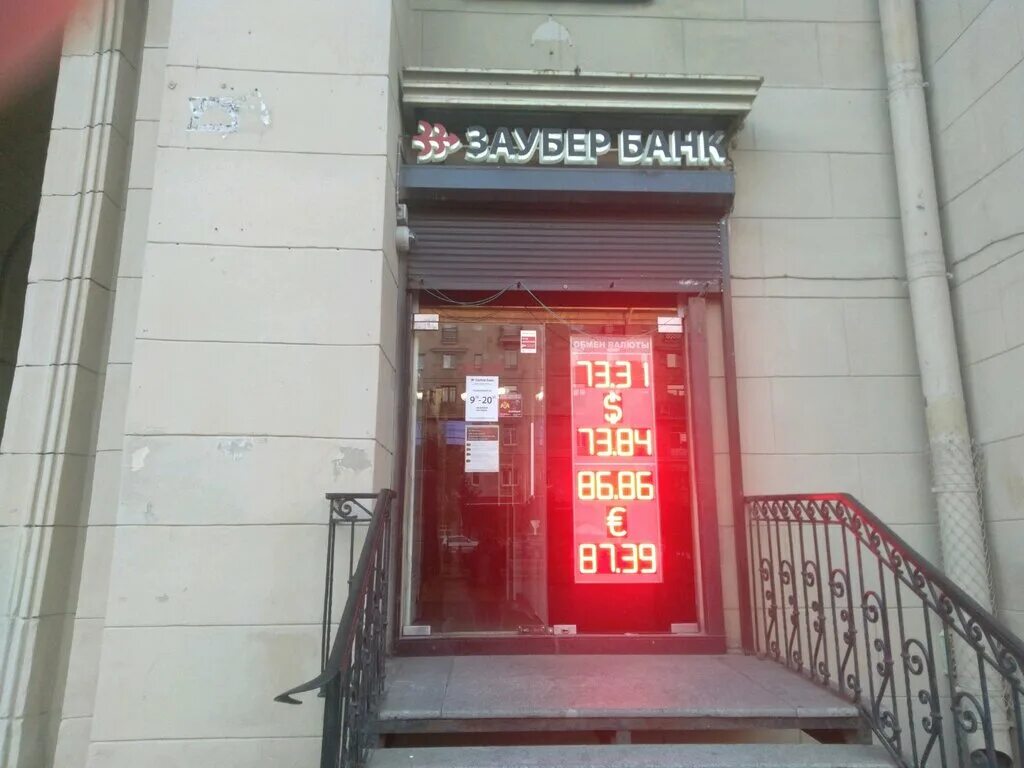 ЗАУБЕР БАНК
ОБМЕН ВАЛЮТЫ
73.31
$
73.84
86.86
€
87.39
9 - 20